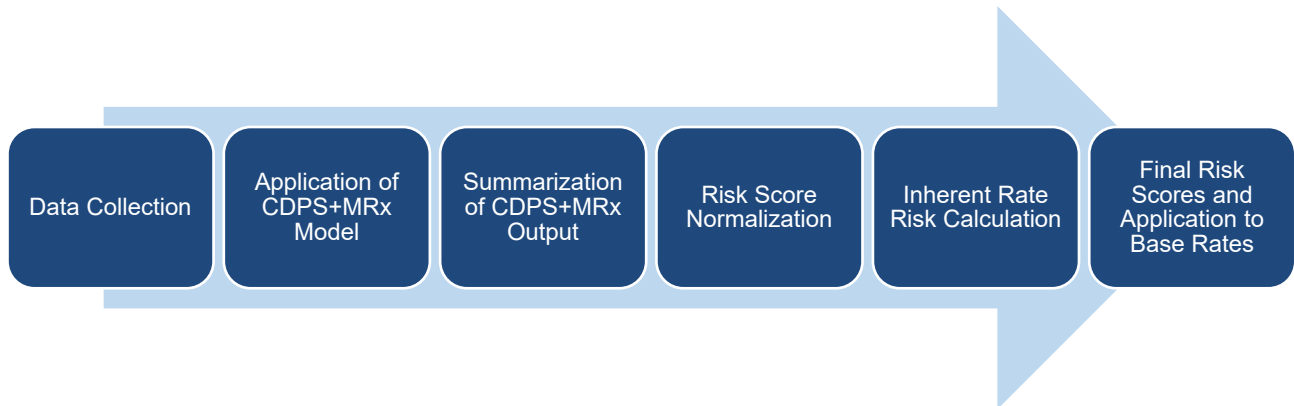 Data Collection
Application of
CDPS+MRx
Model
Summarization
of CDPS+MRx
Output
Risk Score
Normalization
Inherent Rate
Risk Calculation
Final Risk
Scores and
Application to
Base Rates